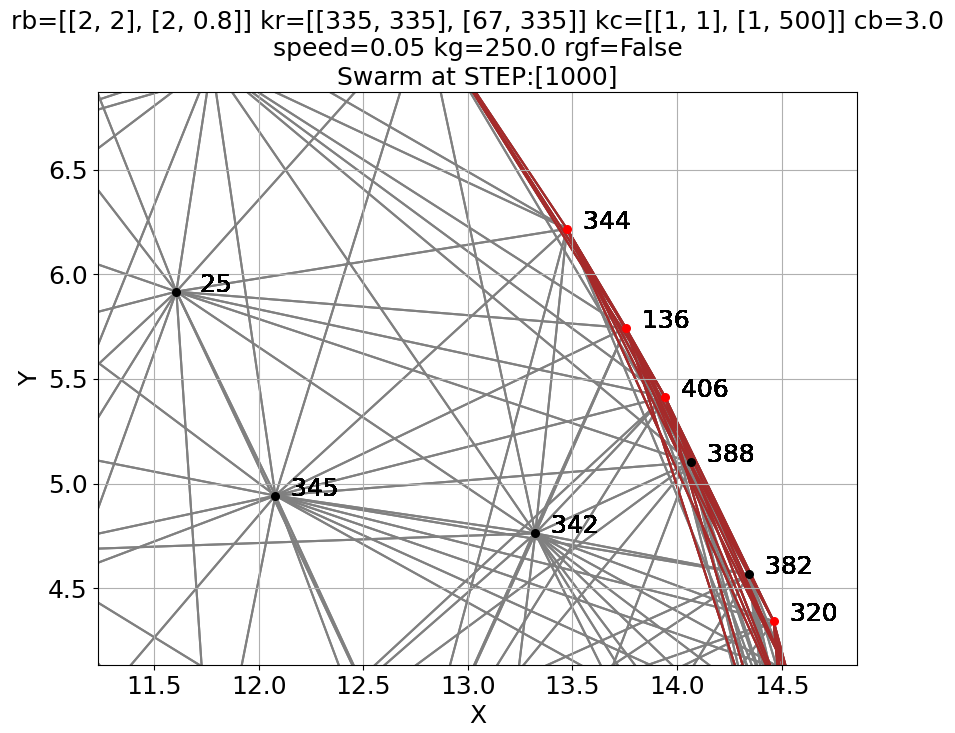 rb=[[2, 2], [2, 0.8]] kr=[[335, 335], [67, 335]] kc=[[1, 1], [1, 500]] cb=3.0
speed=0.05 kg=250.0 rgf=False
Swarm at STEP:[1000]
6.5
6.0
5.5
5.0
4.5
Y
344
25
136
406
388
345
342
382
320
11.5 12.0 12.5 13.0 13.5 14.0 14.5
X